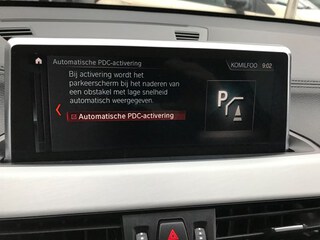 Automatische PDC-activering
KOMILFOO 9:02
Bij activering wordt het
parkeerscherm bij het naderen van
een obstakel met lage snelheid
automatisch weergegeven.
Automatische PDC-activering
P